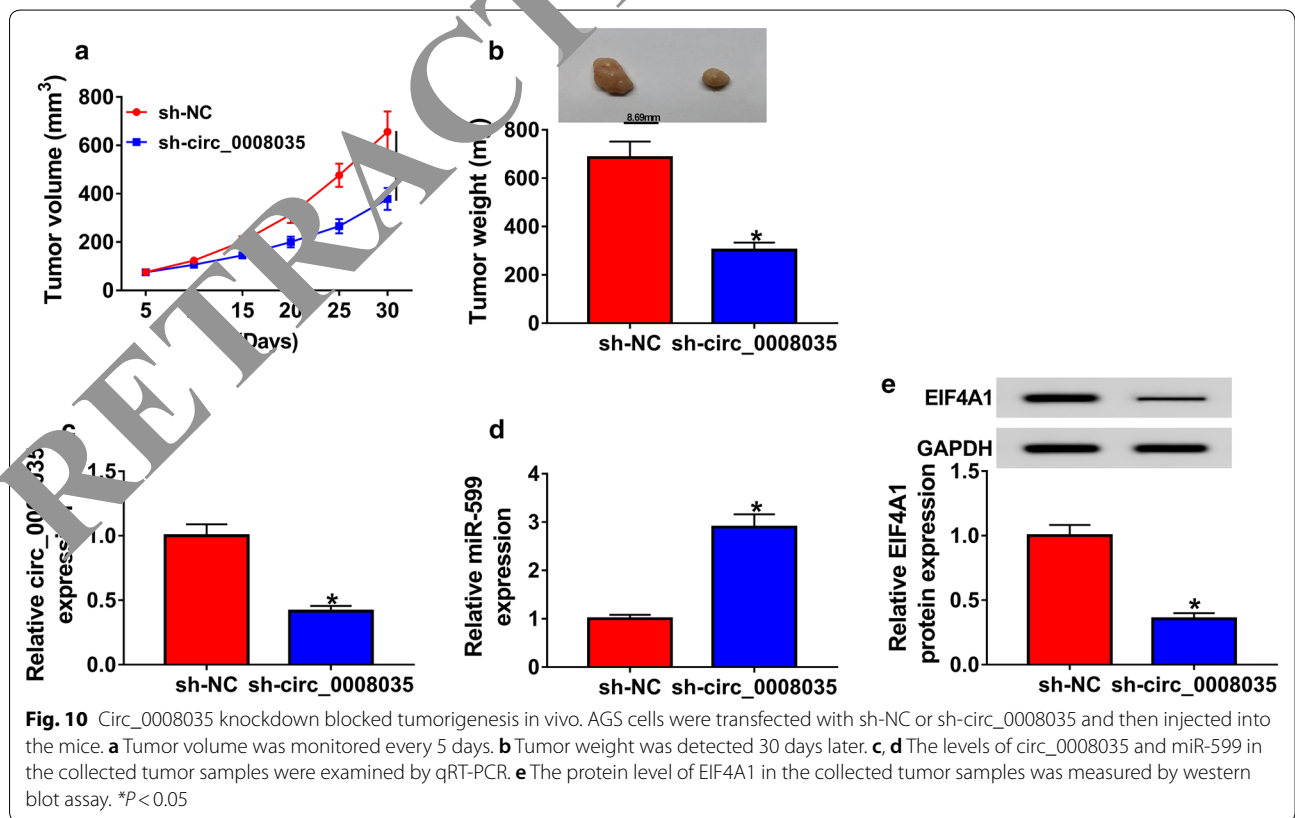 a
Tumor volume (mm³)
800
600
400
200
0
sh-NC
sh-circ_0008035
5
15
20
25
30
(Days)
b
8.69mm
Tumor weight (m
800
600
400
200
0
*
sh-NC sh-circ_0008035
RETRACT
c
Relative circ_000 035
expressi
1.5
1.0
0.5
0.0
*
sh-NC sh-circ_0008035
d
Relative miR-599
expression
4
3
2
1
0
*
sh-NC sh-circ_0008035
e
EIF4A1
GAPDH
Relative EIF4A1
protein expression
1.5
1.0
0.5
0.0
*
sh-NC sh-circ_0008035
Fig. 10 Circ_0008035 knockdown blocked tumorigenesis in vivo. AGS cells were transfected with sh-NC or sh-circ_0008035 and then injected into
the mice. a Tumor volume was monitored every 5 days. b Tumor weight was detected 30 days later. c, d The levels of circ_0008035 and miR-599 in
the collected tumor samples were examined by qRT-PCR. e The protein level of EIF4A1 in the collected tumor samples was measured by western
blot assay. *P < 0.05